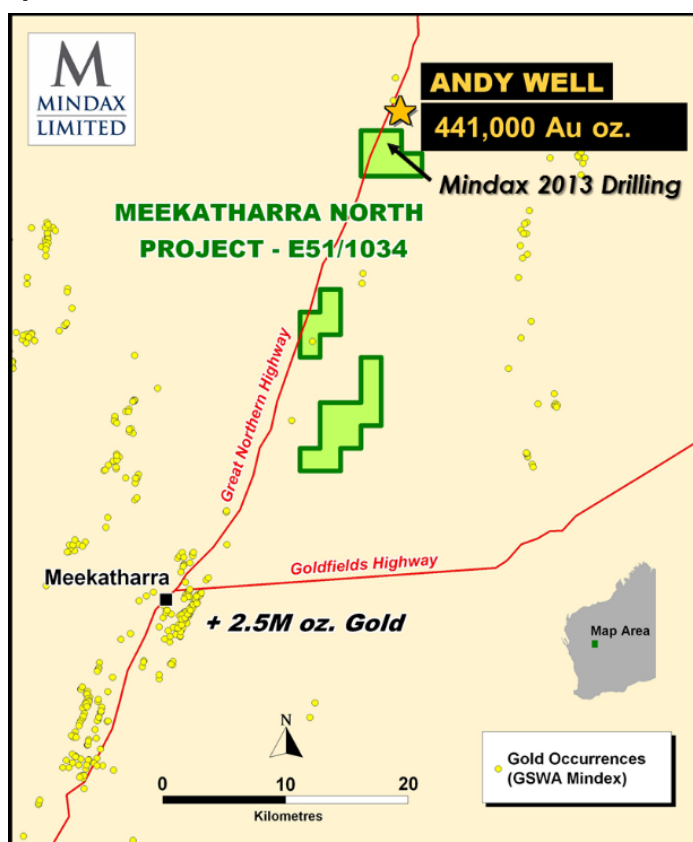 M
MINDAX
LIMITED
ANDY WELL
441,000 Au oz.
Mindax 2013 Drilling
MEEKATHARRA NORTH
PROJECT - E51/1034
Great Northern Highway
Goldfields Highway
Meekatharra
+ 2.5M oz. Gold
Map Area
N
0 10 20
Kilometres
Gold Occurrences
(GSWA Mindex)